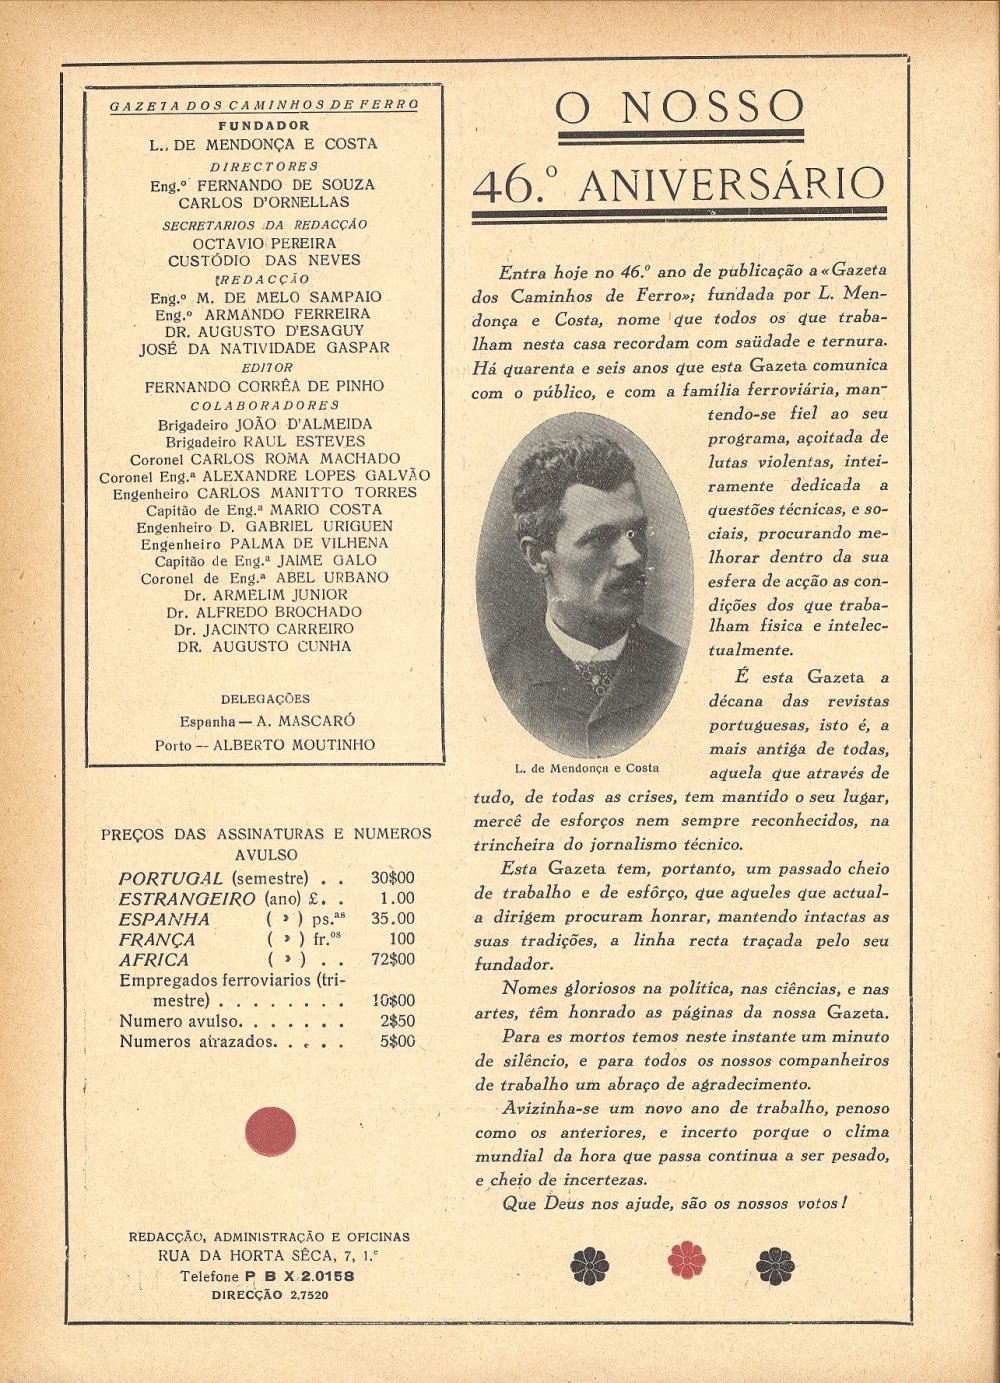 GAZETA DOS CAMINHOS DE FERRO
FUNDADOR
L. DE MENDONÇA E COSTA
DIRECTORES
Eng.º FERNANDO DE SOUZA
CARLOS D'ORNELLAS
SECRETARIOS DA REDACÇÃO
OCTAVIO PEREIRA
CUSTÓDIO DAS NEVES
REDACÇÃO
Eng.º M. DE MELO SAMPAIO
Eng.º ARMANDO FERREIRA
DR. AUGUSTO D'ESAGUY
JOSÉ DA NATIVIDADE GASPAR
EDITOR
FERNANDO CORRÊA DE PINHO
COLABORADORES
Brigadeiro JOÃO D'ALMEIDA
Brigadeiro RAUL ESTEVES
Coronel CARLOS ROMA MACHADO
Coronel Eng.ª ALEXANDRE LOPES GALVÃO
Engenheiro CARLOS MANITTO TORRES
Capitão de Eng.ª MARIO COSTA
Engenheiro D. GABRIEL URIGUEN
Engenheiro PALMA DE VILHENA
Capitão de Eng.ª JAIME GALO
Coronel de Eng.ª ABEL URBANO
Dr. ARMELIM JUNIOR
Dr. ALFREDO BROCHADO
Dr. JACINTO CARREIRO
DR. AUGUSTO CUNHA
DELEGAÇÕES
Espanha — A. MASCARÓ
Porto — ALBERTO MOUTINHO
PREÇOS DAS ASSINATURAS E NUMEROS
AVULSO
PORTUGAL (semestre) . . 30$00
ESTRANGEIRO (ano) £. . 1.00
ESPANHA ( » ) ps.as 35.00
FRANÇA ( » ) fr.os 100
AFRICA ( » ) . . 72$00
Empregados ferroviarios (tri-
mestre) . . . . . . . . 10$00
Numero avulso. . . . . . . 2$50
Numeros atrazados. . . . . 5$00
REDACÇÃO, ADMINISTRAÇÃO E OFICINAS
RUA DA HORTA SÊCA, 7, 1.º
Telefone P B X 2.0158
DIRECÇÃO 2.7520
O NOSSO
46.º ANIVERSÁRIO
Entra hoje no 46.º ano de publicação a «Gazeta
dos Caminhos de Ferro»; fundada por L. Men-
donça e Costa, nome que todos os que traba-
lham nesta casa recordam com saüdade e ternura.
Há quarenta e seis anos que esta Gazeta comunica
com o público, e com a família ferroviária, man-
tendo-se fiel ao seu
programa, açoitada de
lutas violentas, intei-
ramente dedicada a
questões técnicas, e so-
ciais, procurando me-
lhorar dentro da sua
esfera de acção as con-
dições dos que traba-
lham fisica e intelec-
tualmente.
É esta Gazeta a
décana das revistas
portuguesas, isto é, a
mais antiga de todas,
aquela que através de
L. de Mendonça e Costa
tudo, de todas as crises, tem mantido o seu lugar,
mercê de esforços nem sempre reconhecidos, na
trincheira do jornalismo técnico.
Esta Gazeta tem, portanto, um passado cheio
de trabalho e de esfôrço, que aqueles que actual-
a dirigem procuram honrar, mantendo intactas as
suas tradições, a linha recta traçada pelo seu
fundador.
Nomes gloriosos na política, nas ciências, e nas
artes, têm honrado as páginas da nossa Gazeta.
Para es mortos temos neste instante um minuto
de silêncio, e para todos os nossos companheiros
de trabalho um abraço de agradecimento.
Avizinha-se um novo ano de trabalho, penoso
como os anteriores, e incerto porque o clima
mundial da hora que passa continua a ser pesado,
e cheio de incertezas.
Que Deus nos ajude, são os nossos votos!